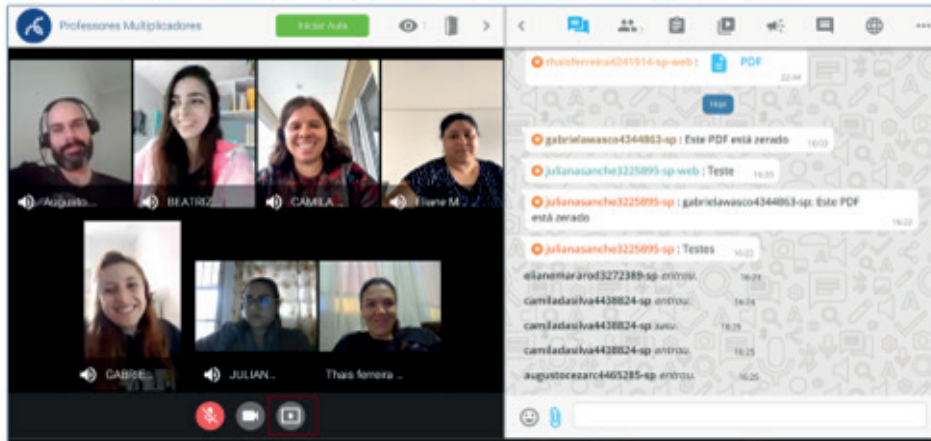 Professores Multiplicadores
Iniciar Aula
Augusto...
BEATRIZ...
CAMILA...
Eliane M...
GABRIE...
JULIAN...
Thais ferreira ...
thaisferreira4241914-sp-web : PDF
22:44
Hoje
gabrielawasco4344863-sp : Este PDF está zerado 16:03
julianasanche3225895-sp-web : Teste 16:20
julianasanche3225895-sp : gabrielawasco4344863-sp: Este PDF
está zerado 16:22
julianasanche3225895-sp : Testes 16:22
elianemararod3272389-sp entrou. 16:23
camiladasilva4438824-sp entrou. 16:24
camiladasilva4438824-sp saiu. 16:25
camiladasilva4438824-sp entrou. 16:25
augustocezarc4465285-sp entrou. 16:25